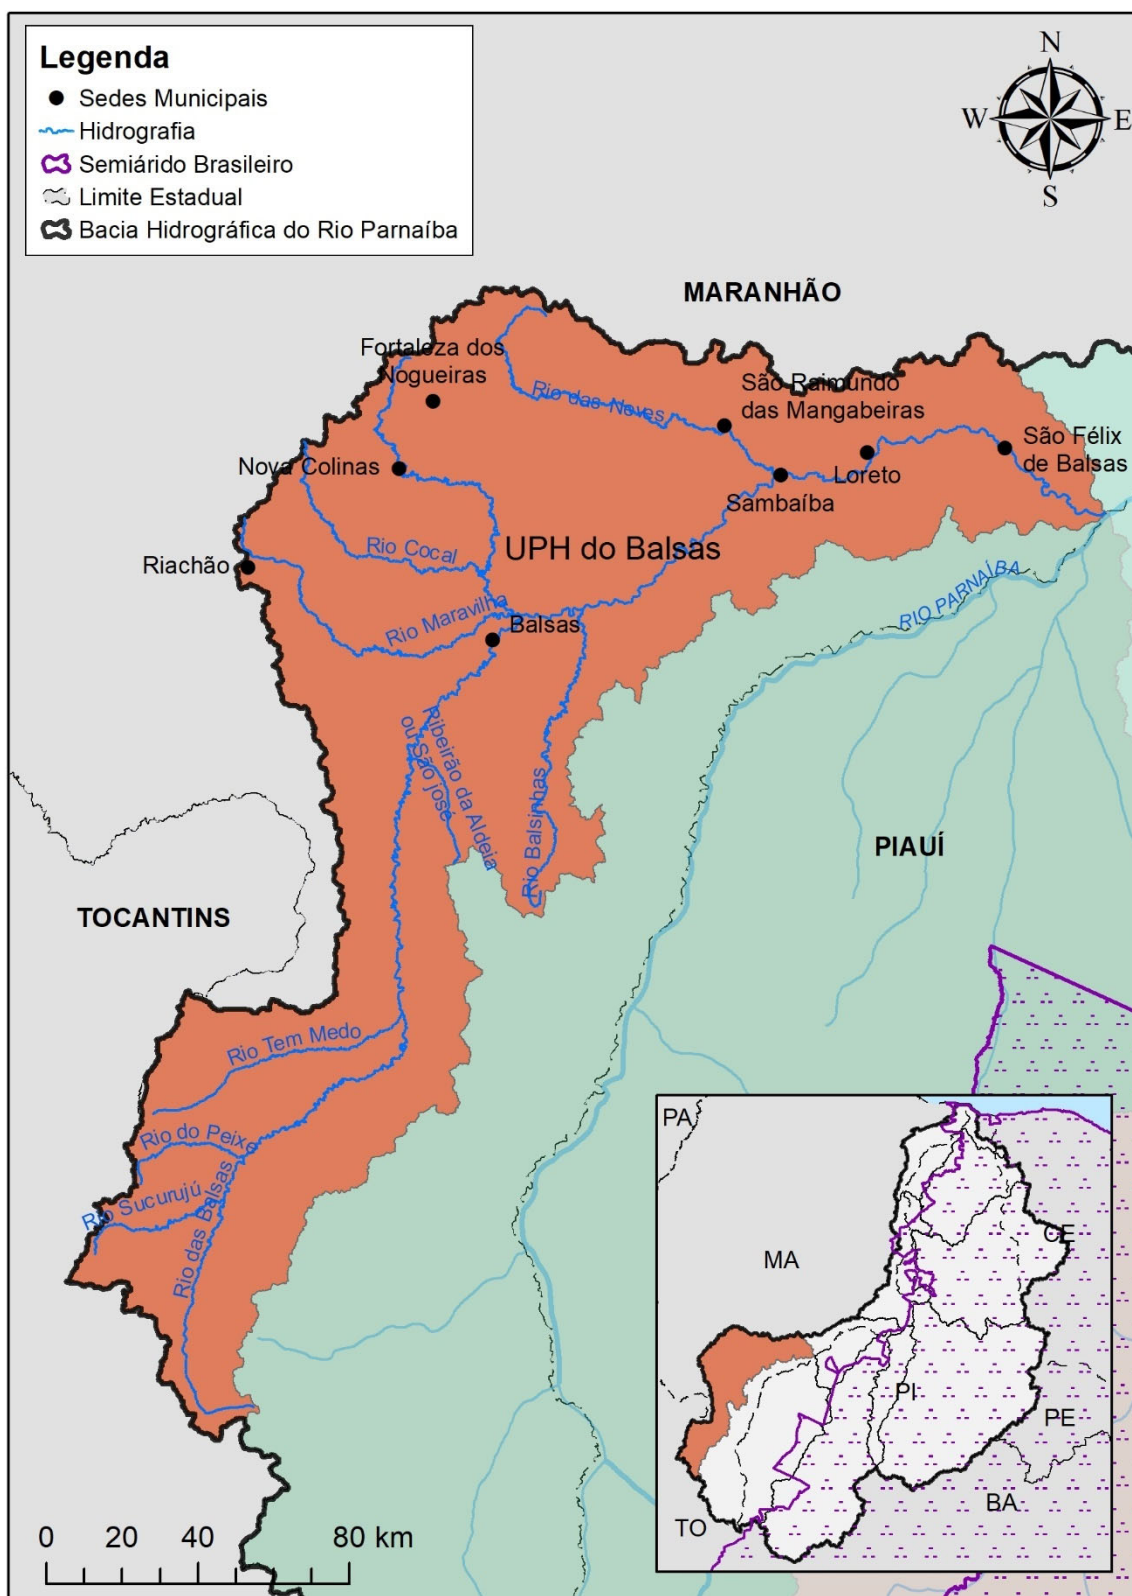 Legenda
Sedes Municipais
Hidrografia
Semiárido Brasileiro
Limite Estadual
Bacia Hidrográfica do Rio Parnaíba
N
W
E
S
MARANHÃO
Fortaleza dos
Nogueiras
Rio das Neves
São Raimundo
das Mangabeiras
São Félix
de Balsas
Nova Colinas
Loreto
Sambaíba
Rio Cocal
UPH do Balsas
Riachão
RIO PARNAÍBA
Rio Maravilha
Balsas
Ribeirão da Aldeia
ou São josé
Rio Balsinhas
PIAUÍ
TOCANTINS
Rio Tem Medo
Rio do Peixe
Rio Sucurujú
Rio das Balsas
PA
MA
CE
PI
PE
BA
TO
0 20 40 80 km